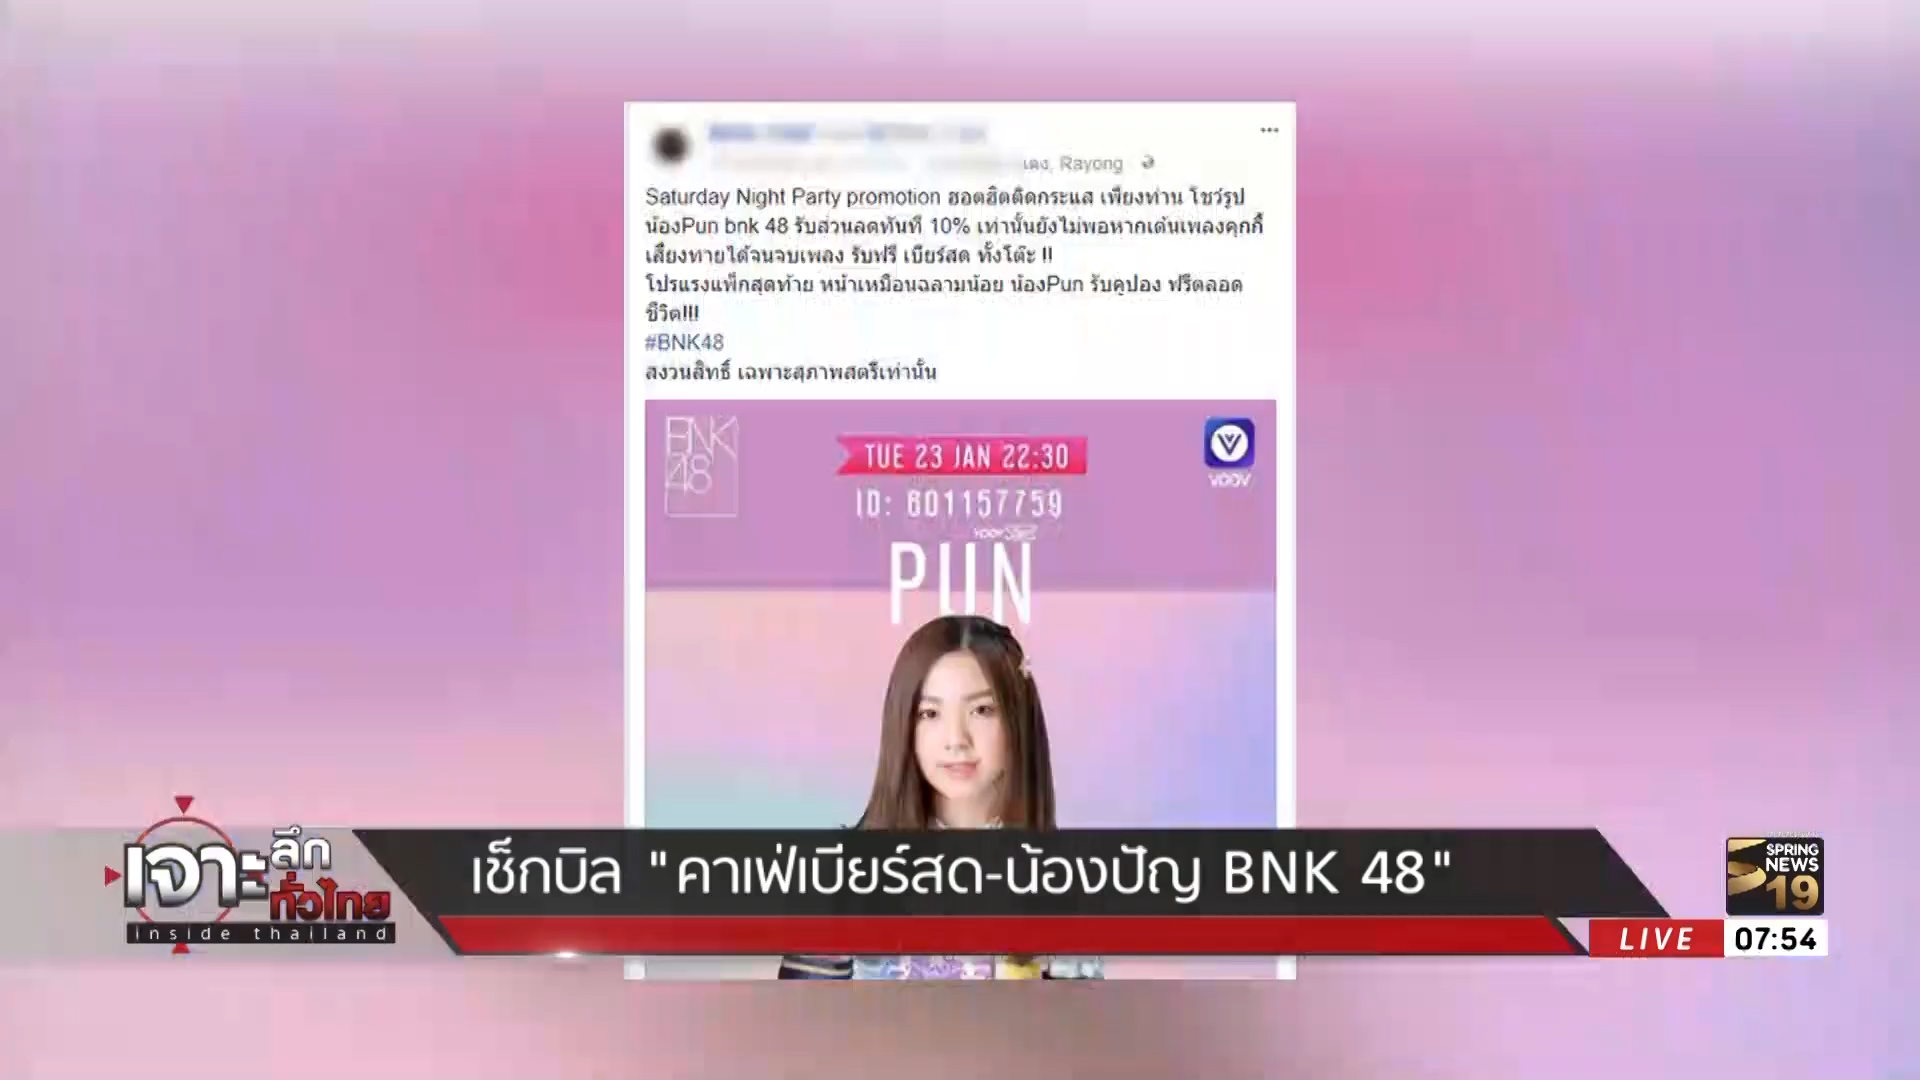 แดง, Rayong
Saturday Night Party promotion ฮอตฮิตติดกระแส เพียงท่าน โชว์รูป
น้องPun bnk 48 รับส่วนลดทันที 10% เท่านั้นยังไม่พอหากเต้นเพลงคุกกี้
เสี่ยงทายได้จนจบเพลง รับฟรี เบียร์สด ทั้งโต๊ะ !!
โปรแรงแพ็กสุดท้าย หน้าเหมือนฉลามน้อย น้องPun รับคูปอง ฟรีตลอด
ชีวิต!!!
#BNK48
สงวนสิทธิ์ เฉพาะสุภาพสตรีเท่านั้น
BNK
48
TUE 23 JAN 22:30
VOOV
ID: 601157759
PUN
เจาะลึก
ทั่วไทย
inside thailand
เช็กบิล "คาเฟ่เบียร์สด-น้องปัญ BNK 48"
SPRING
NEWS
19
LIVE 07:54